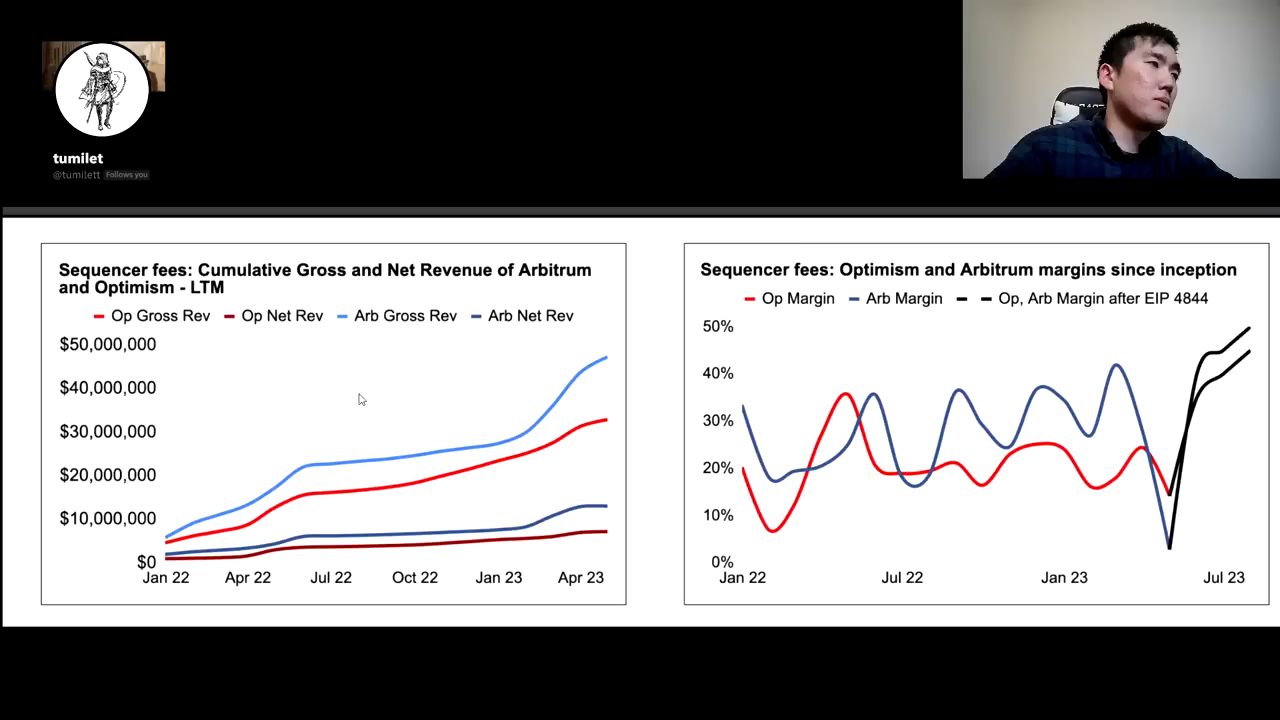 tumilet
@tumilett Follows you
Sequencer fees: Cumulative Gross and Net Revenue of Arbitrum
and Optimism - LTM
Op Gross Rev Op Net Rev Arb Gross Rev Arb Net Rev
$50,000,000
$40,000,000
$30,000,000
$20,000,000
$10,000,000
$0
Jan 22 Apr 22 Jul 22 Oct 22 Jan 23 Apr 23
Sequencer fees: Optimism and Arbitrum margins since inception
Op Margin Arb Margin Op, Arb Margin after EIP 4844
50%
40%
30%
20%
10%
0%
Jan 22 Jul 22 Jan 23 Jul 23